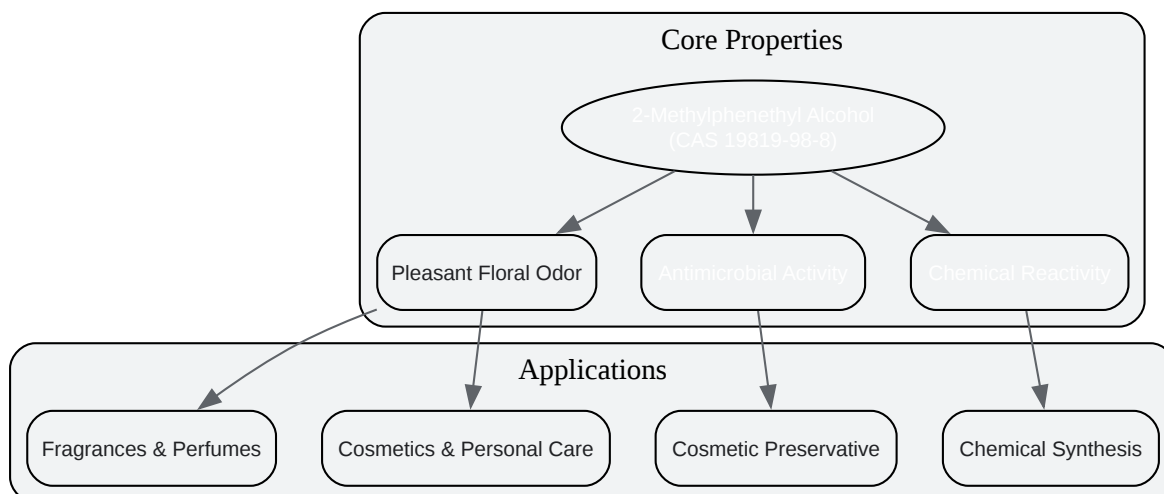 Core Properties
2-Methylphenethyl Alcohol
(CAS 19819-98-8)
Pleasant Floral Odor
Antimicrobial Activity
Chemical Reactivity
Applications
Fragrances & Perfumes
Cosmetics & Personal Care
Cosmetic Preservative
Chemical Synthesis